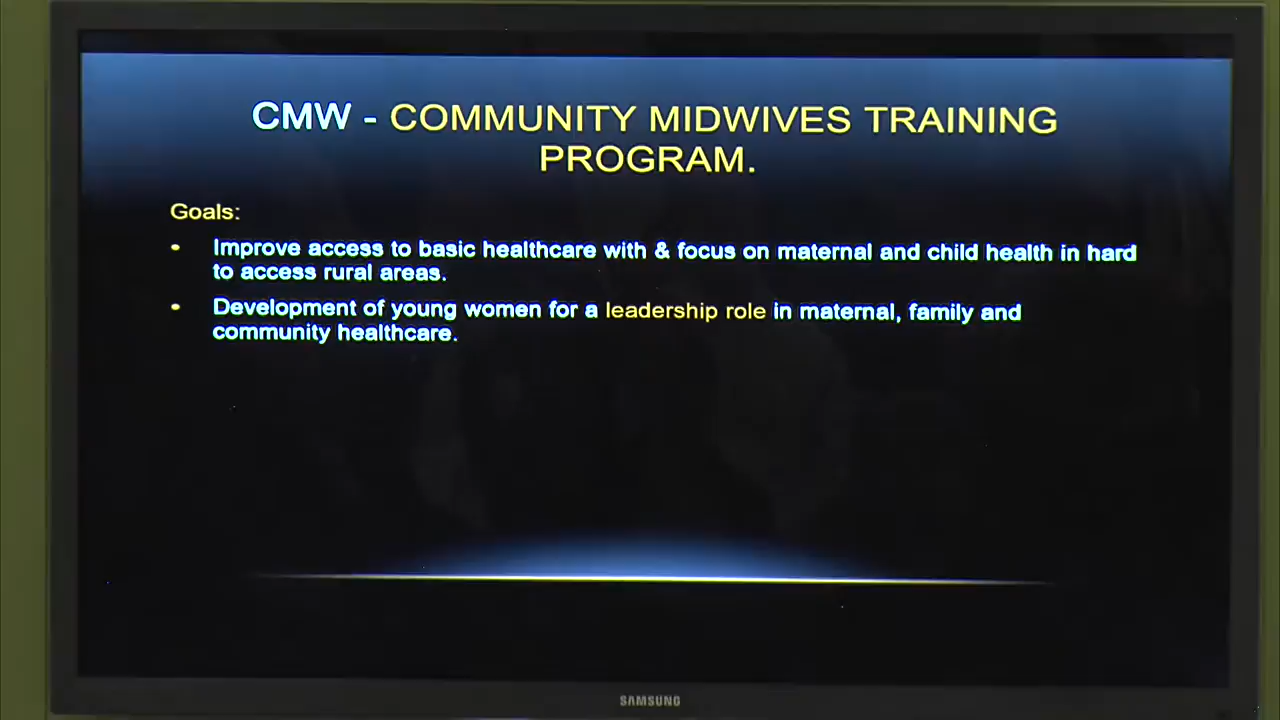 CMW - COMMUNITY MIDWIVES TRAINING
PROGRAM.
Goals:
• Improve access to basic healthcare with & focus on maternal and child health in hard
to access rural areas.
• Development of young women for a leadership role in maternal, family and
community healthcare.
SAMSUNG